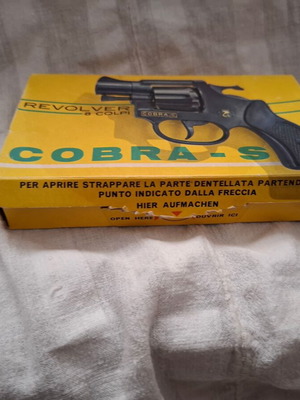 REVOLVER
8 COLPI
COBRA
COBRA-S
PER APRIRE STRAPPARE LA PARTE DENTELLATA PARTEND
PUNTO INDICATO DALLA FRECCIA
HIER AUFMACHEN
OPEN HERE OUVRIR ICI